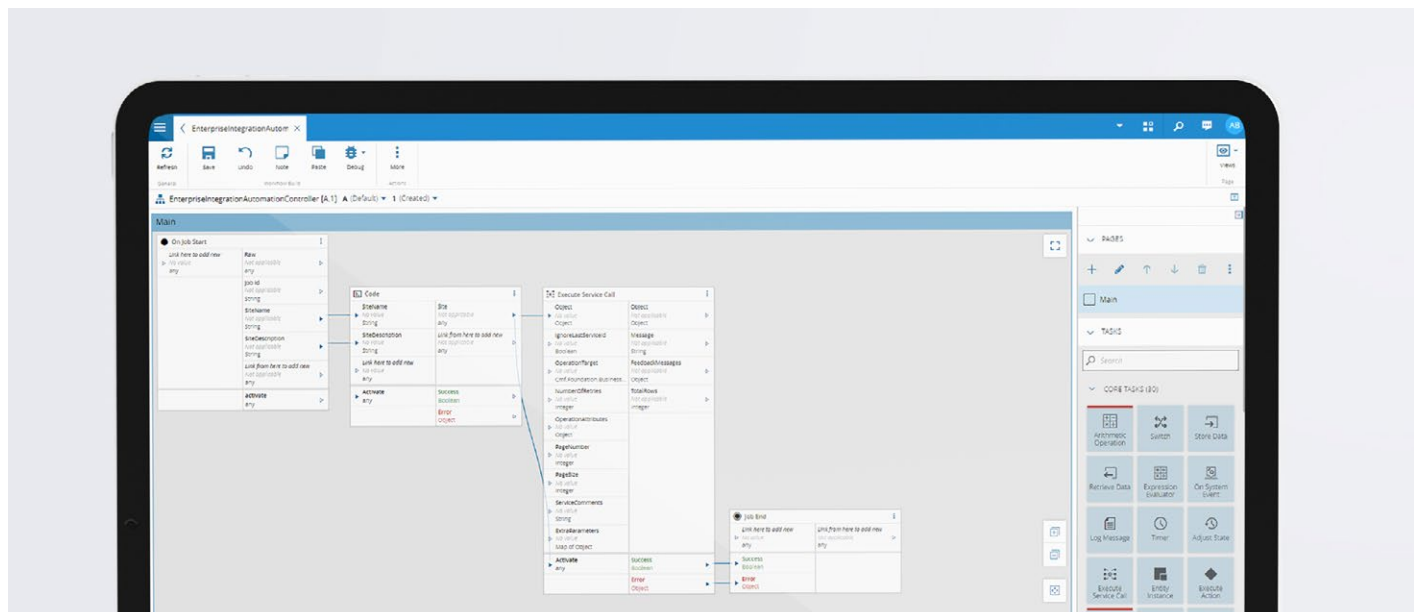 EnterpriseIntegrationAutom
AB
Refresh
Save
Undo
Note
Paste
Debug
More
Views
General
Workflow Build
Actions
Page
EnterpriseIntegrationAutomationController [A.1] A (Default) 1 (Created)
Main
On Job Start
Link here to add new
No value
any
Raw
Not applicable
any
Job Id
Not applicable
String
SiteName
Not applicable
String
SiteDescription
Not applicable
String
Link from here to add new
Not applicable
any
activate
any
Code
SiteName
No value
String
SiteDescription
No value
String
Link here to add new
No value
any
Activate
any
Site
Not applicable
any
Link from here to add new
Not applicable
any
Success
Boolean
Error
Object
Execute Service Call
Object
No value
Object
IgnoreLastServiceId
No value
Boolean
OperationTarget
No value
Cmf.Foundation.Business..
NumberOfRetries
No value
Integer
OperationAttributes
No value
Object
PageNumber
No value
Integer
PageSize
No value
Integer
ServiceComments
No value
String
ExtraParameters
No value
Map of Object
Activate
any
Object
Not applicable
Object
Message
Not applicable
String
FeedbackMessages
Not applicable
Object
TotalRows
Not applicable
Integer
Success
Boolean
Error
Object
Job End
Link here to add new
No value
any
Success
Boolean
Error
Object
Link from here to add new
Not applicable
any
PAGES
Main
TASKS
Search
CORE TASKS (30)
Arithmetic
Operation
Switch
Store Data
Retrieve Data
Expression
Evaluator
On System
Event
Log Message
Timer
Adjust State
Execute
Service Call
Entity
Instance
Execute
Action